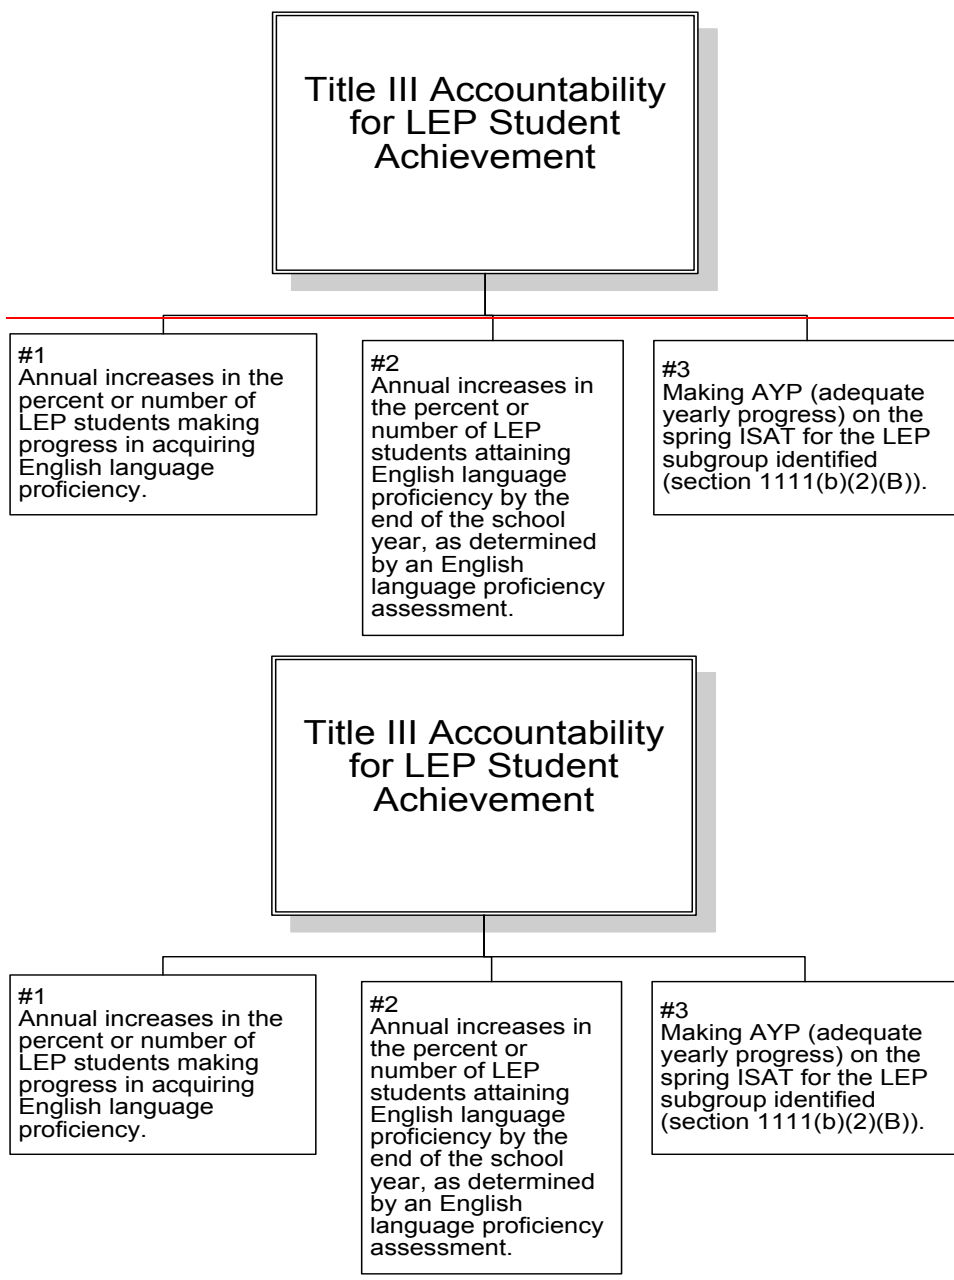 Title III Accountability
for LEP Student
Achievement
#1
Annual increases in the
percent or number of
LEP students making
progress in acquiring
English language
proficiency.
#2
Annual increases in
the percent or
number of LEP
students attaining
English language
proficiency by the
end of the school
year, as determined
by an English
language proficiency
assessment.
#3
Making AYP (adequate
yearly progress) on the
spring ISAT for the LEP
subgroup identified
(section 1111(b)(2)(B)).
Title III Accountability
for LEP Student
Achievement
#1
Annual increases in the
percent or number of
LEP students making
progress in acquiring
English language
proficiency.
#2
Annual increases in
the percent or
number of LEP
students attaining
English language
proficiency by the
end of the school
year, as determined
by an English
language proficiency
assessment.
#3
Making AYP (adequate
yearly progress) on the
spring ISAT for the LEP
subgroup identified
(section 1111(b)(2)(B)).